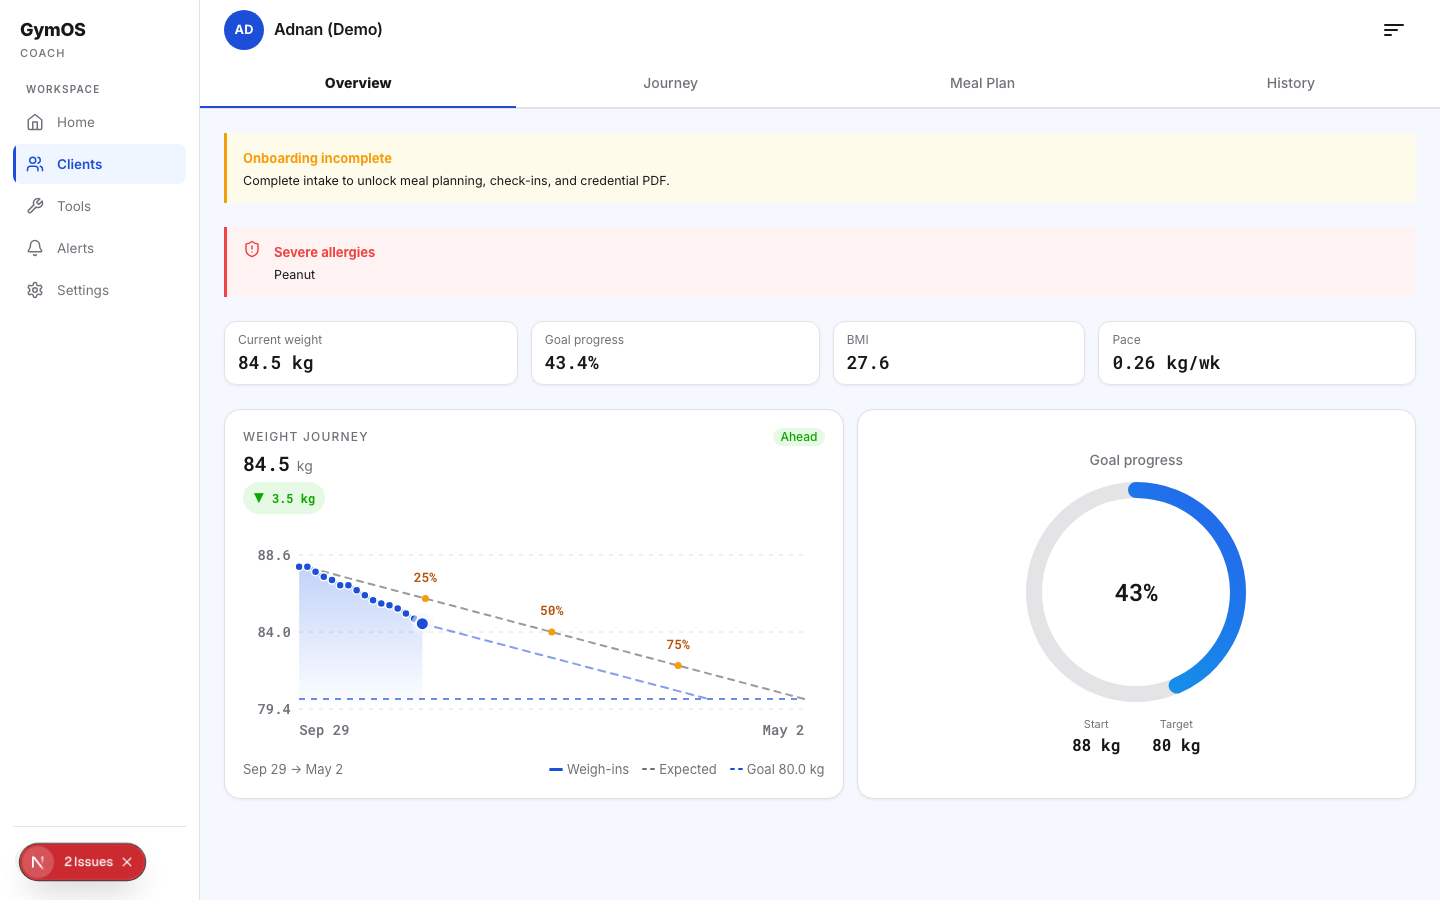 GymOS
COACH
WORKSPACE
Home
Clients
Tools
Alerts
Settings
N 2 Issues
AD Adnan (Demo)
Overview Journey Meal Plan History
Onboarding incomplete
Complete intake to unlock meal planning, check-ins, and credential PDF.
Severe allergies
Peanut
Current weight
84.5 kg
Goal progress
43.4%
BMI
27.6
Pace
0.26 kg/wk
WEIGHT JOURNEY Ahead
84.5 kg
▼ 3.5 kg
88.6
84.0
79.4
25%
50%
75%
Sep 29 May 2
Sep 29 → May 2 Weigh-ins Expected Goal 80.0 kg
Goal progress
43%
Start Target
88 kg 80 kg